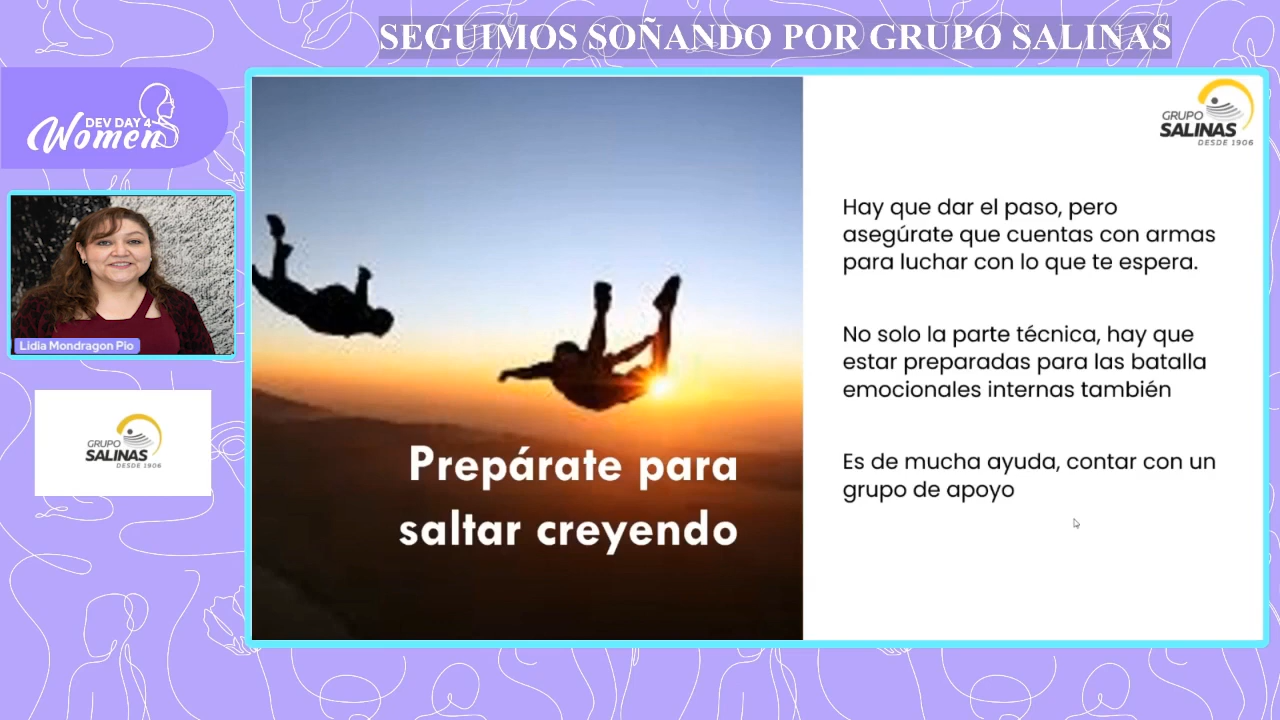 SEGUIMOS SOÑANDO POR GRUPO SALINAS
DEV DAY 4
Women
Lidia Mondragon Pio
GRUPO
SALINAS
DESDE 1906
Prepárate para
saltar creyendo
GRUPO
SALINAS
DESDE 1906
Hay que dar el paso, pero
asegúrate que cuentas con armas
para luchar con lo que te espera.
No solo la parte técnica, hay que
estar preparadas para las batalla
emocionales internas también
Es de mucha ayuda, contar con un
grupo de apoyo